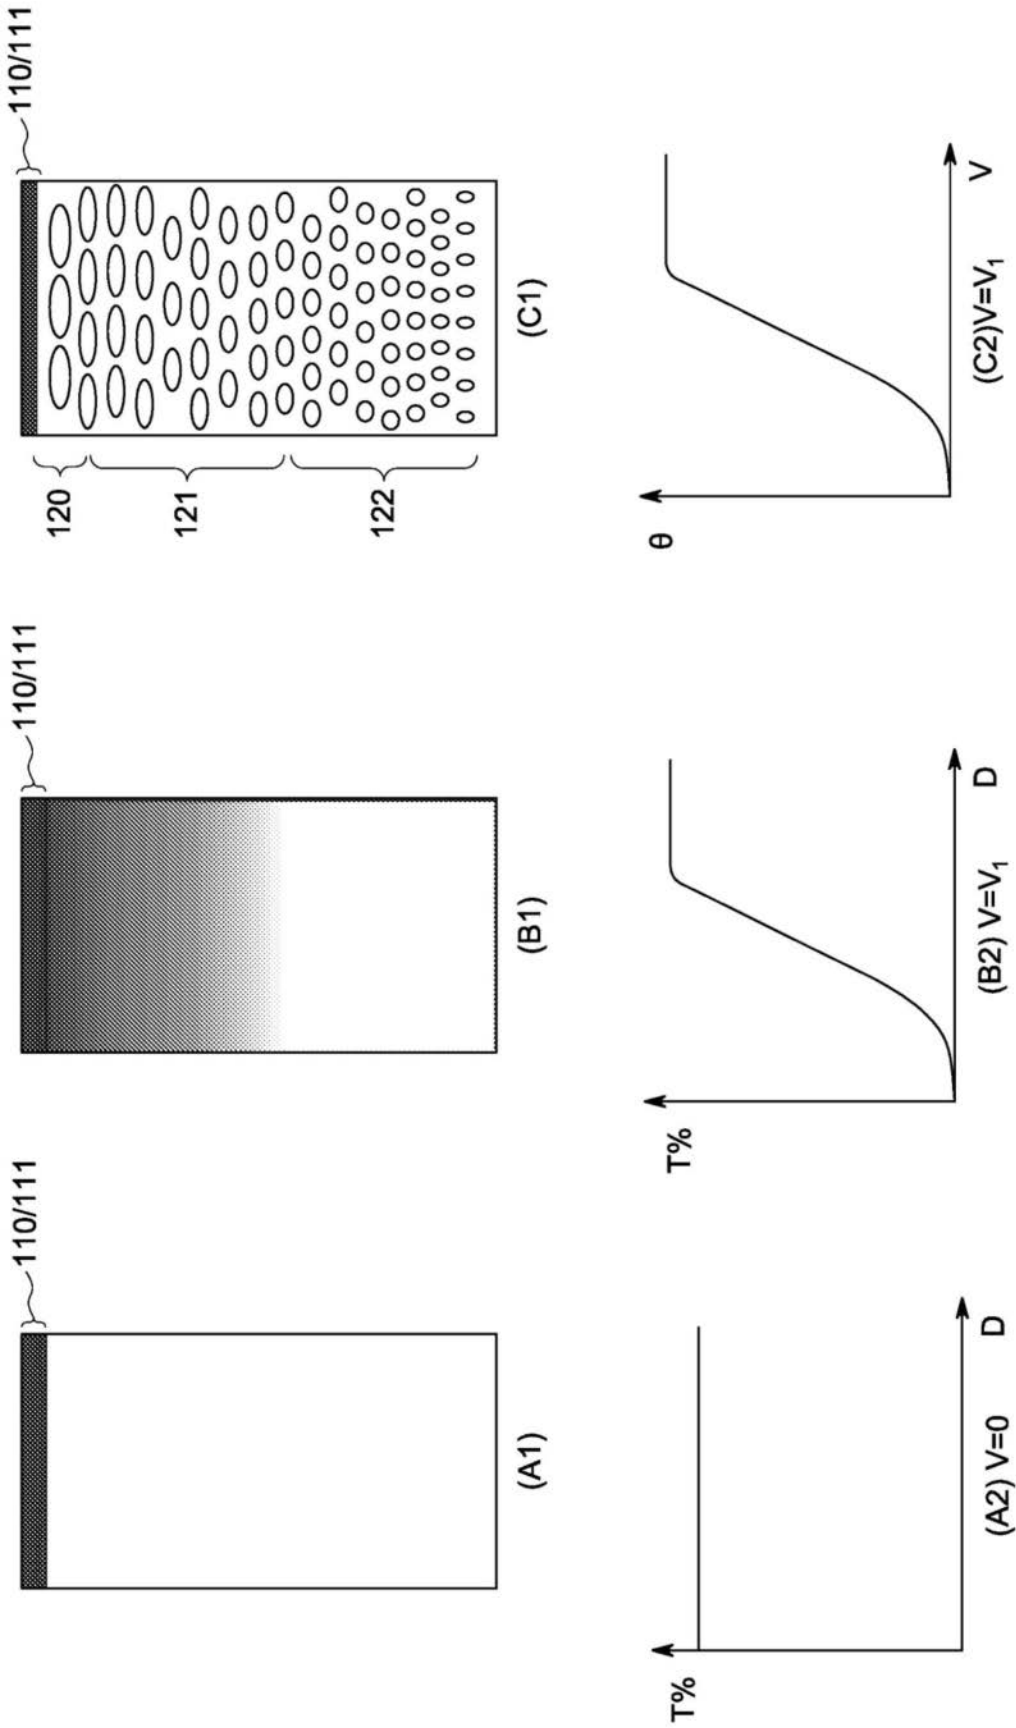 110/111
110/111
110/111
120
121
122
(A1)
(B1)
(C1)
T%
D
(A2) V=0
T%
D
(B2) V=V₁
θ
V
(C2)V=V₁